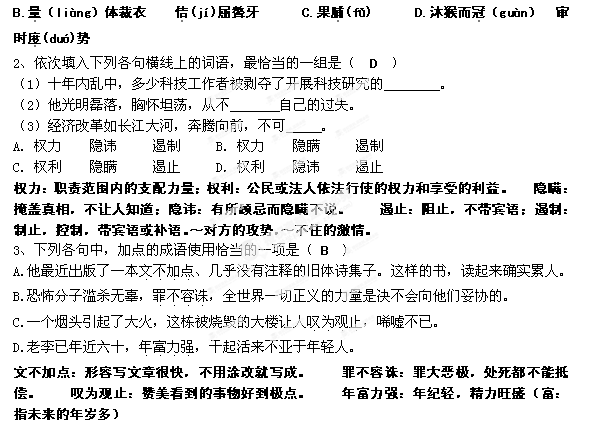 B.量（liàng)体裁衣　　佶(jí)屈聱牙　　C.果脯(fǔ)　　D.沐猴而冠（guàn)　审
时度(duó)势
2、依次填入下列各句横线上的词语，最恰当的一组是（ D ）
（1）十年内乱中，多少科技工作者被剥夺了开展科技研究的________。
（2）他光明磊落，胸怀坦荡，从不_______自己的过失。
（3）经济改革如长江大河，奔腾向前，不可_____。
A. 权力　隐讳　遏制　B. 权力　隐瞒　遏制
C. 权利　隐瞒　遏止　D. 权利　隐讳　遏止
权力：职责范围内的支配力量；权利：公民或法人依法行使的权力和享受的利益。　隐瞒：
掩盖真相，不让人知道；隐讳：有所顾忌而隐瞒不说。　遏止：阻止，不带宾语；遏制：
制止，控制，带宾语或补语。～对方的攻势。～不住的激情。
3、下列各句中，加点的成语使用恰当的一项是（ B ）
A.他最近出版了一本文不加点、几乎没有注释的旧体诗集子。这样的书，读起来确实累人。
B.恐怖分子滥杀无辜，罪不容诛，全世界一切正义的力量是决不会向他们妥协的。
C.一个烟头引起了大火，这栋被烧毁的大楼让人叹为观止，唏嘘不已。
D.老李已年近六十，年富力强，干起活来不亚于年轻人。
文不加点：形容写文章很快，不用涂改就写成。　罪不容诛：罪大恶极，处死都不能抵
偿。　叹为观止：赞美看到的事物好到极点。　年富力强：年纪轻，精力旺盛（富：
指未来的年岁多）